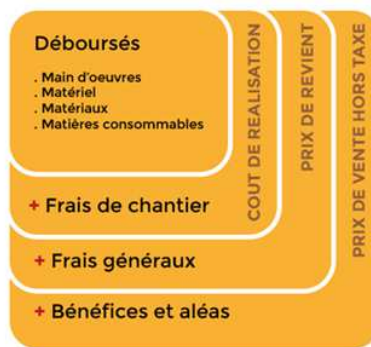 Déboursés
. Main d'oeuvres
. Matériel
. Matériaux
. Matières consommables
COUT DE REALISATION
PRIX DE REVIENT
PRIX DE VENTE HORS TAXE
+ Frais de chantier
+ Frais généraux
+ Bénéfices et aléas